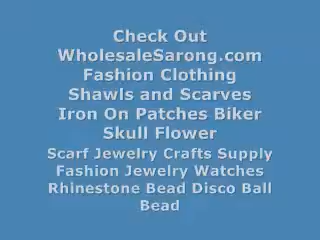 Check Out
WholesaleSarong.com
Fashion Clothing
Shawls and Scarves
Iron On Patches Biker
Skull Flower
Scarf Jewelry Crafts Supply
Fashion Jewelry Watches
Rhinestone Bead Disco Ball
Bead